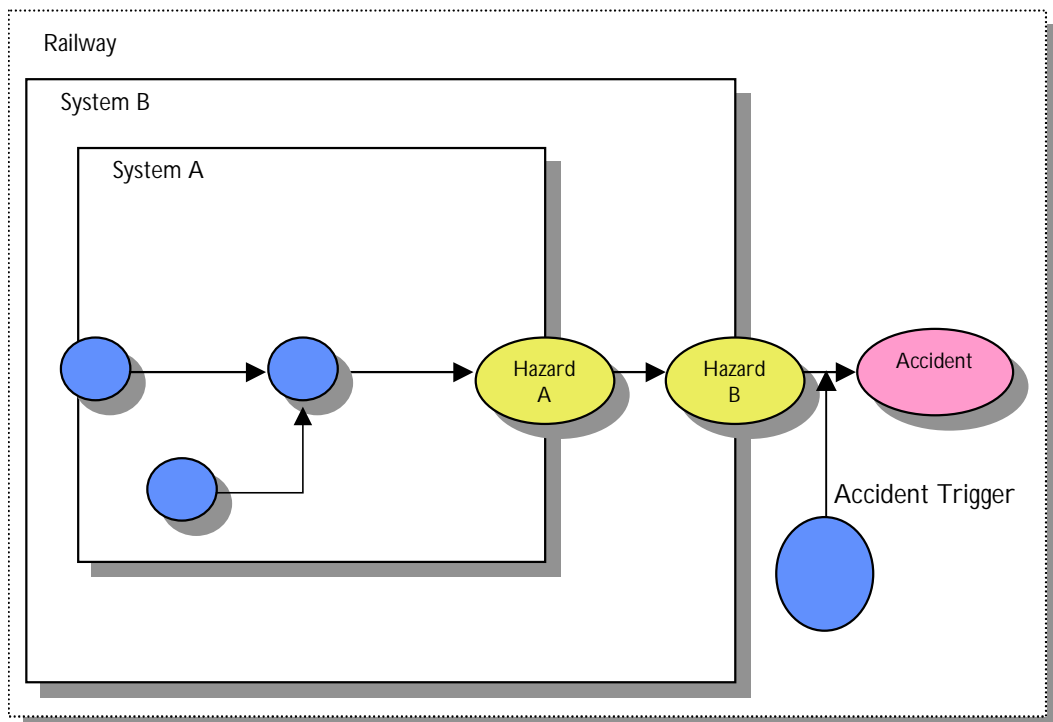 Railway
System B
System A
Hazard
A
Hazard
B
Accident
Accident Trigger